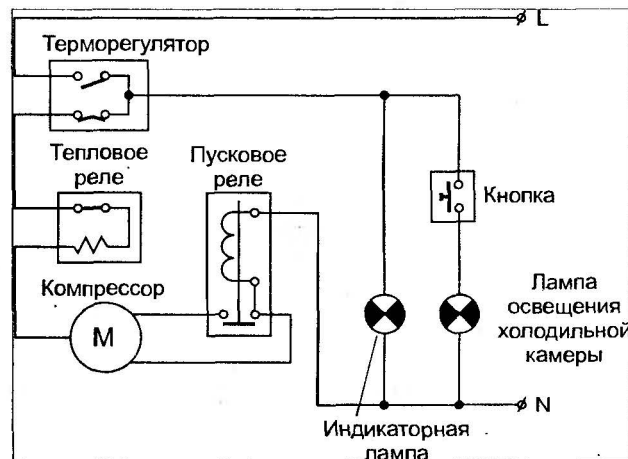 L
Терморегулятор
Тепловое
реле
Пусковое
реле
Кнопка
Компрессор
М
Лампа
освещения
холодильной
камеры
N
Индикаторная
лампа